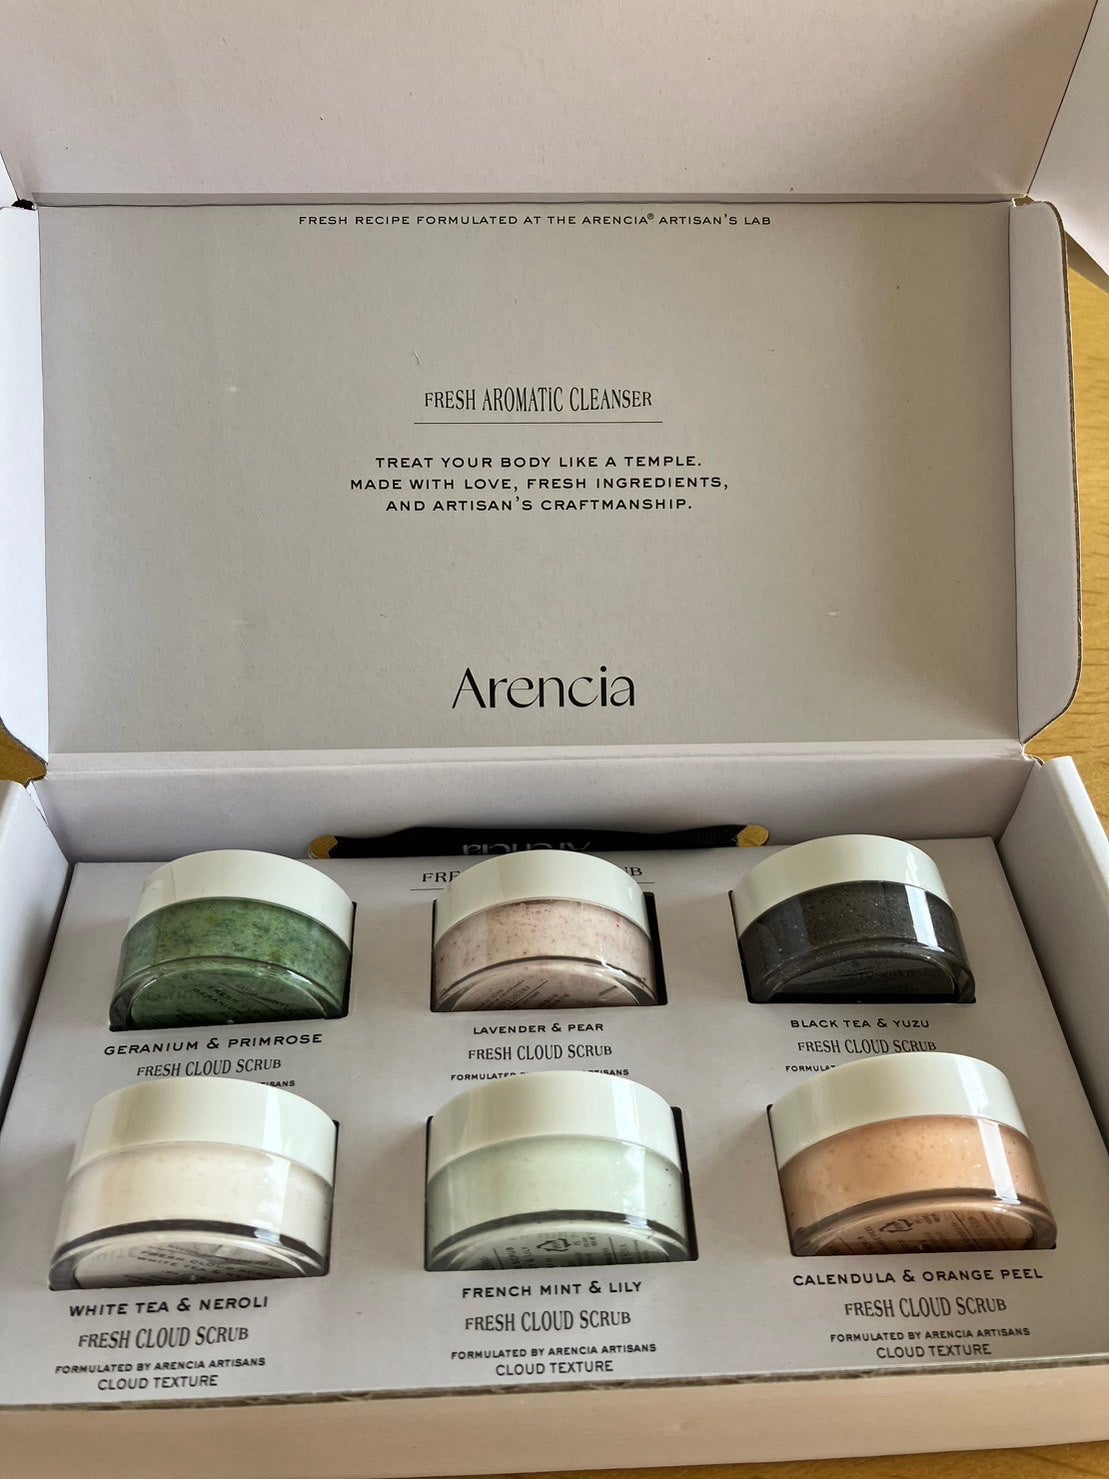 FRESH RECIPE FORMULATED AT THE ARENCIA® ARTISAN'S LAB
FRESH AROMATIC CLEANSER
TREAT YOUR BODY LIKE A TEMPLE.
MADE WITH LOVE, FRESH INGREDIENTS,
AND ARTISAN'S CRAFTMANSHIP.
Arencia
Arencia
GERANIUM & PRIMROSE
FRESH CLOUD SCRUB
LAVENDER & PEAR
FRESH CLOUD SCRUB
BLACK TEA & YUZU
FRESH CLOUD SCRUB
WHITE TEA & NEROLI
FRESH CLOUD SCRUB
FORMULATED BY ARENCIA ARTISANS
CLOUD TEXTURE
FRENCH MINT & LILY
FRESH CLOUD SCRUB
FORMULATED BY ARENCIA ARTISANS
CLOUD TEXTURE
CALENDULA & ORANGE PEEL
FRESH CLOUD SCRUB
FORMULATED BY ARENCIA ARTISANS
CLOUD TEXTURE